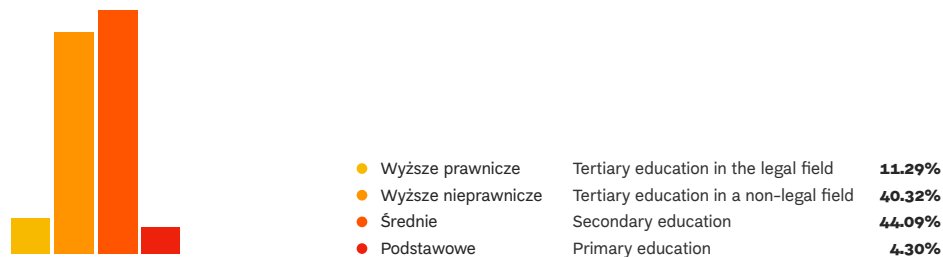 Wyższe prawnicze Tertiary education in the legal field 11.29%
Wyższe nieprawnicze Tertiary education in a non-legal field 40.32%
Średnie Secondary education 44.09%
Podstawowe Primary education 4.30%